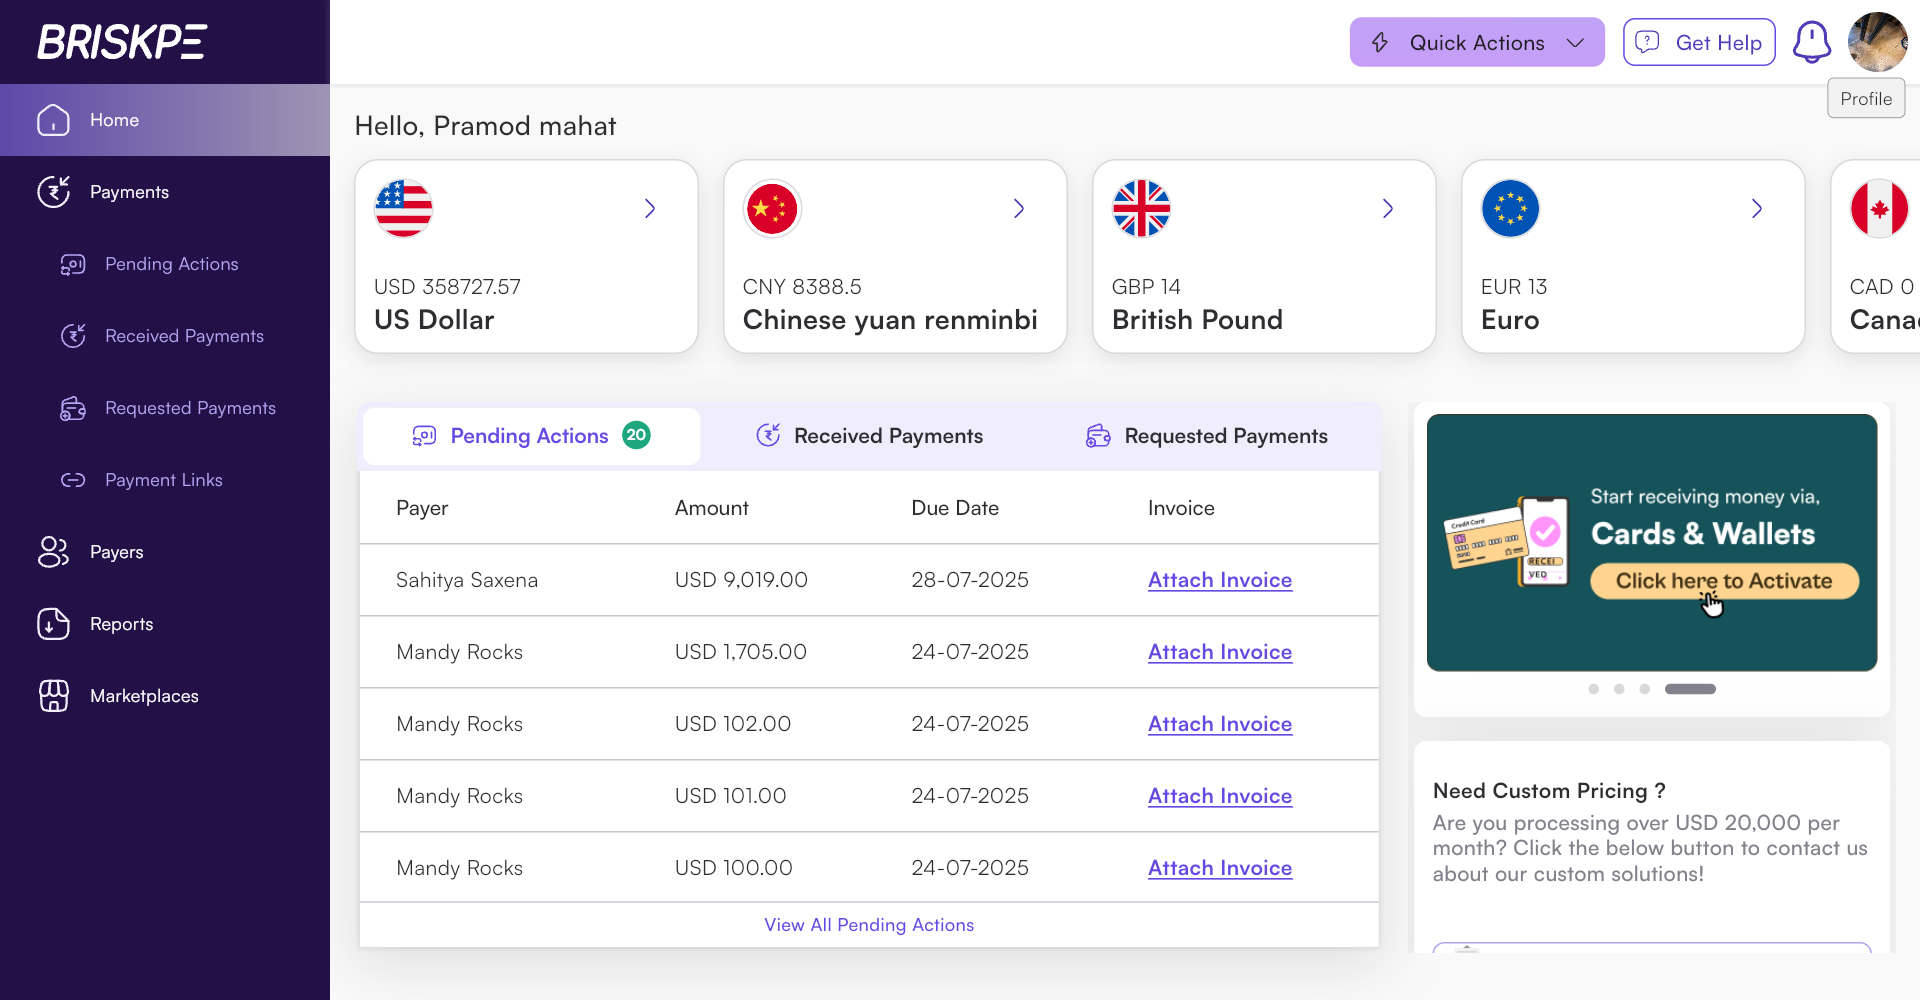 BRISKPE
Quick Actions
Get Help
Profile
Home
Payments
Pending Actions
Received Payments
Requested Payments
Payment Links
Payers
Reports
Marketplaces
Hello, Pramod mahat
USD 358727.57
US Dollar
CNY 8388.5
Chinese yuan renminbi
GBP 14
British Pound
EUR 13
Euro
CAD 0
Pending Actions 20
Received Payments
Requested Payments
Payer Amount Due Date Invoice
Sahitya Saxena USD 9,019.00 28-07-2025 Attach Invoice
Mandy Rocks USD 1,705.00 24-07-2025 Attach Invoice
Mandy Rocks USD 102.00 24-07-2025 Attach Invoice
Mandy Rocks USD 101.00 24-07-2025 Attach Invoice
Mandy Rocks USD 100.00 24-07-2025 Attach Invoice
View All Pending Actions
Credit Card
RECEI
VED
Start receiving money via,
Cards & Wallets
Click here to Activate
Need Custom Pricing ?
Are you processing over USD 20,000 per
month? Click the below button to contact us
about our custom solutions!